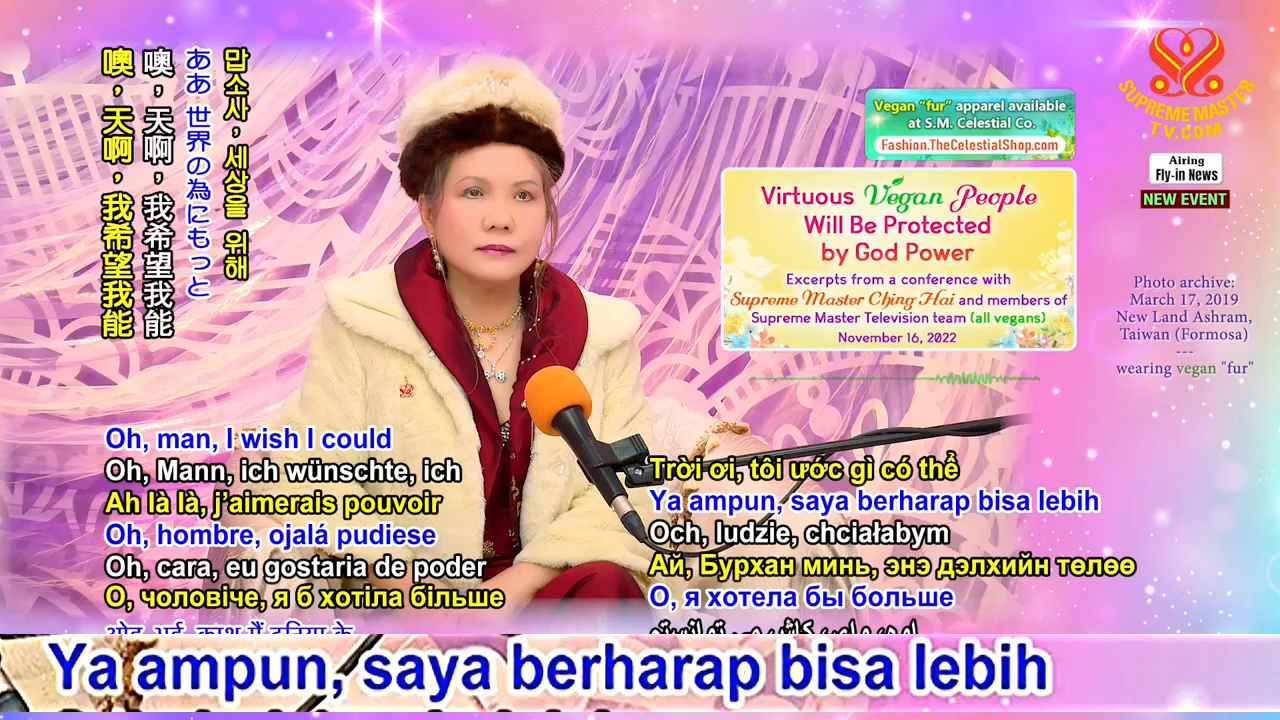 噢，天啊，我希望我能
噢，天啊，我希望我能
ああ 世界の為にもっと
맙소사, 세상을 위해
Vegan "fur" apparel available
at S.M. Celestial Co.
Fashion.TheCelestialShop.com
SUPREME MASTER
TV.COM
Airing
Fly-in News
NEW EVENT
Virtuous Vegan People
Will Be Protected
by God Power
Excerpts from a conference with
Supreme Master Ching Hai and members of
Supreme Master Television team (all vegans)
November 16, 2022
Photo archive:
March 17, 2019
New Land Ashram,
Taiwan (Formosa)
---
wearing vegan "fur"
Oh, man, I wish I could
Oh, Mann, ich wünschte, ich
Ah là là, j'aimerais pouvoir
Oh, hombre, ojalá pudiese
Oh, cara, eu gostaria de poder
О, чоловіче, я б хотіла більше
Trời ơi, tôi ước gì có thể
Ya ampun, saya berharap bisa lebih
Och, ludzie, chciałabym
Ай, Бурхан минь, энэ дэлхийн төлөө
О, я хотела бы больше
Ya ampun, saya berharap bisa lebih